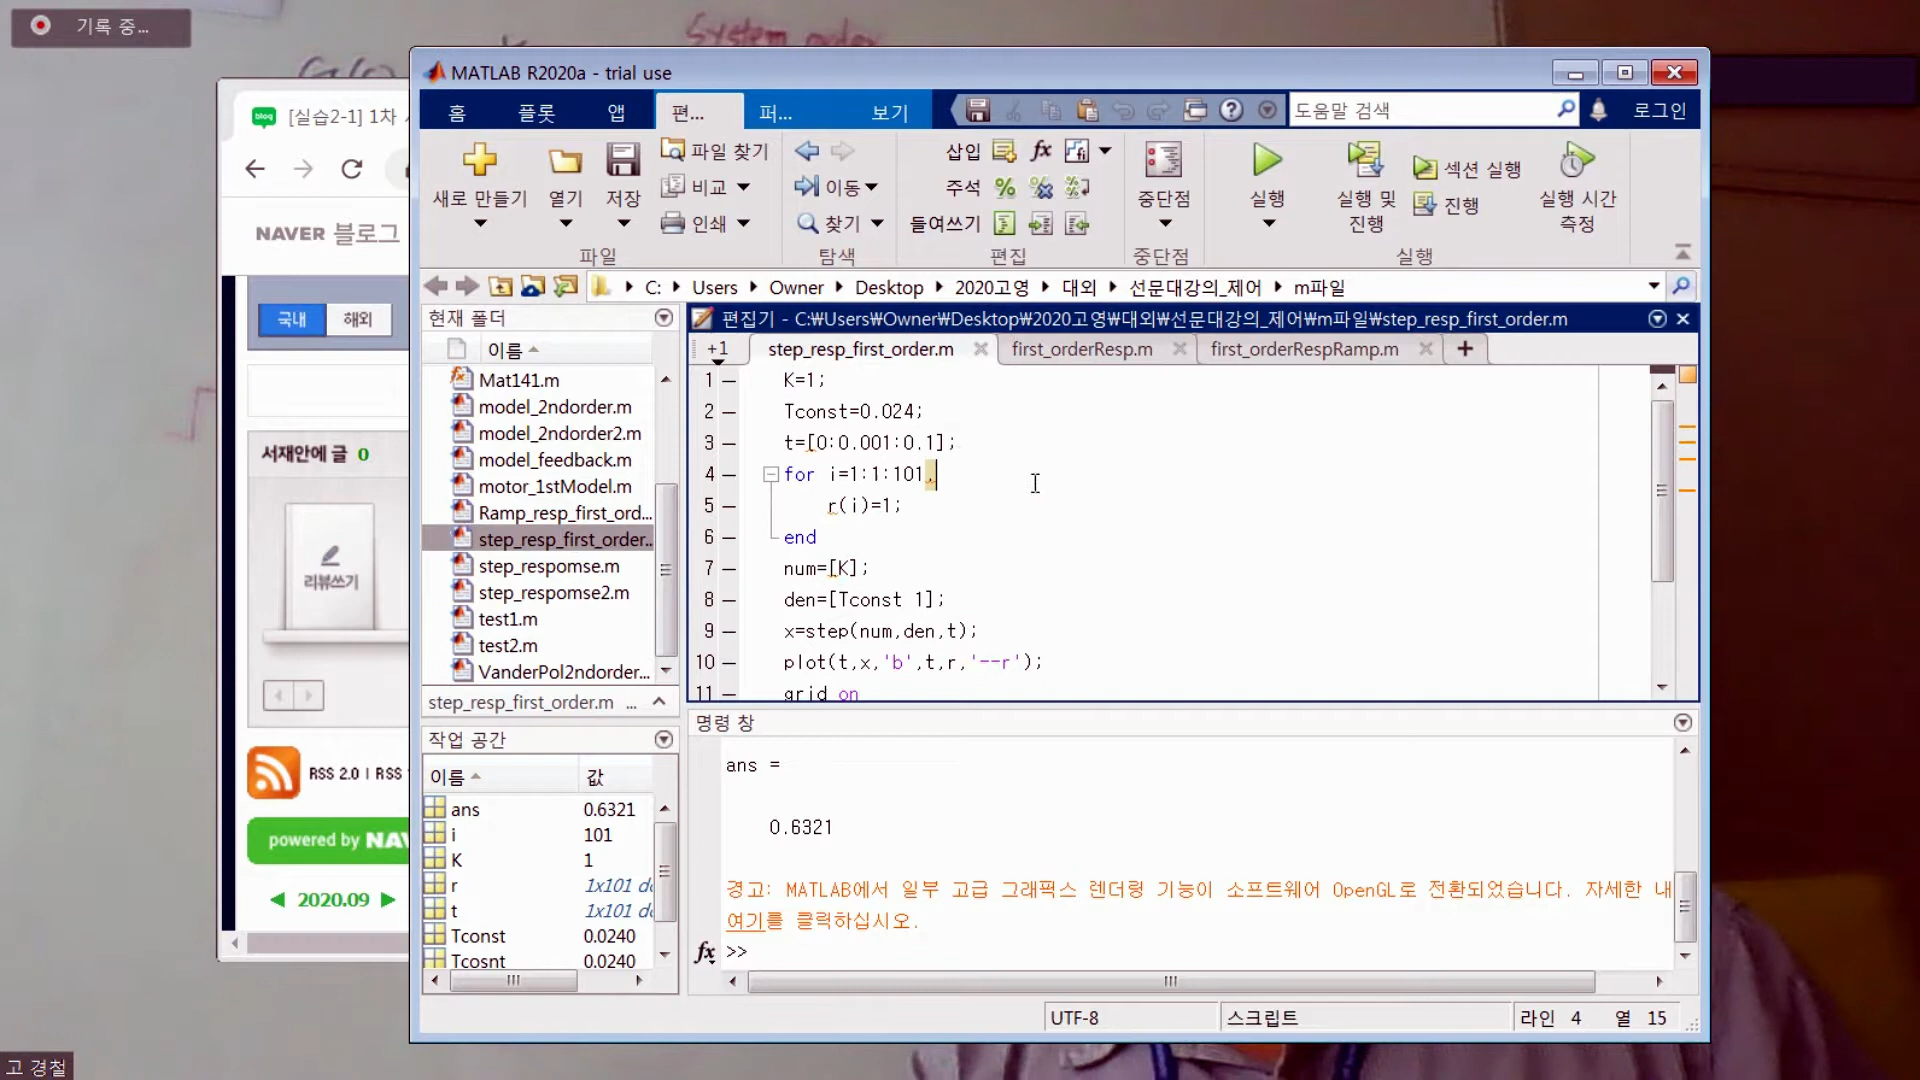 기록 중...
System order
G(s)
MATLAB R2020a - trial use
홈
플롯
앱
편...
퍼...
보기
도움말 검색
로그인
새로 만들기
열기
저장
파일 찾기
비교
인쇄
파일
이동
찾기
탐색
삽입
fx
fi
주석
들여쓰기
편집
중단점
중단점
실행
실행 및
진행
섹션 실행
진행
실행 시간
측정
실행
C:
Users
Owner
Desktop
2020고영
대외
선문대강의_제어
m파일
현재 폴더
이름
Mat141.m
model_2ndorder.m
model_2ndorder2.m
model_feedback.m
motor_1stModel.m
Ramp_resp_first_ord...
step_resp_first_order..
step_respomse.m
step_respomse2.m
test1.m
test2.m
VanderPol2ndorder...
step_resp_first_order.m ...
작업 공간
이름 값
ans 0.6321
i 101
K 1
r 1x101 do
t 1x101 do
Tconst 0.0240
Tcosnt 0.0240
편집기 - C:₩Users₩Owner₩Desktop₩2020고영₩대외₩선문대강의_제어₩m파일₩step_resp_first_order.m
+1
step_resp_first_order.m
first_orderResp.m
first_orderRespRamp.m
1 K=1;
2 Tconst=0.024;
3 t=[0:0.001:0.1];
4 for i=1:1:101,
5 r(i)=1;
6 end
7 num=[K];
8 den=[Tconst 1];
9 x=step(num,den,t);
10 plot(t,x,'b',t,r,'--r');
11 grid on
명령 창
ans =
0.6321
경고: MATLAB에서 일부 고급 그래픽스 렌더링 기능이 소프트웨어 OpenGL로 전환되었습니다. 자세한 내
여기를 클릭하십시오.
fx >>
UTF-8
스크립트
라인 4 열 15
blog [실습2-1] 1차
NAVER 블로그
국내
해외
서재안에 글 0
리뷰쓰기
RSS 2.0 | RSS
powered by NAV
2020.09
고 경철